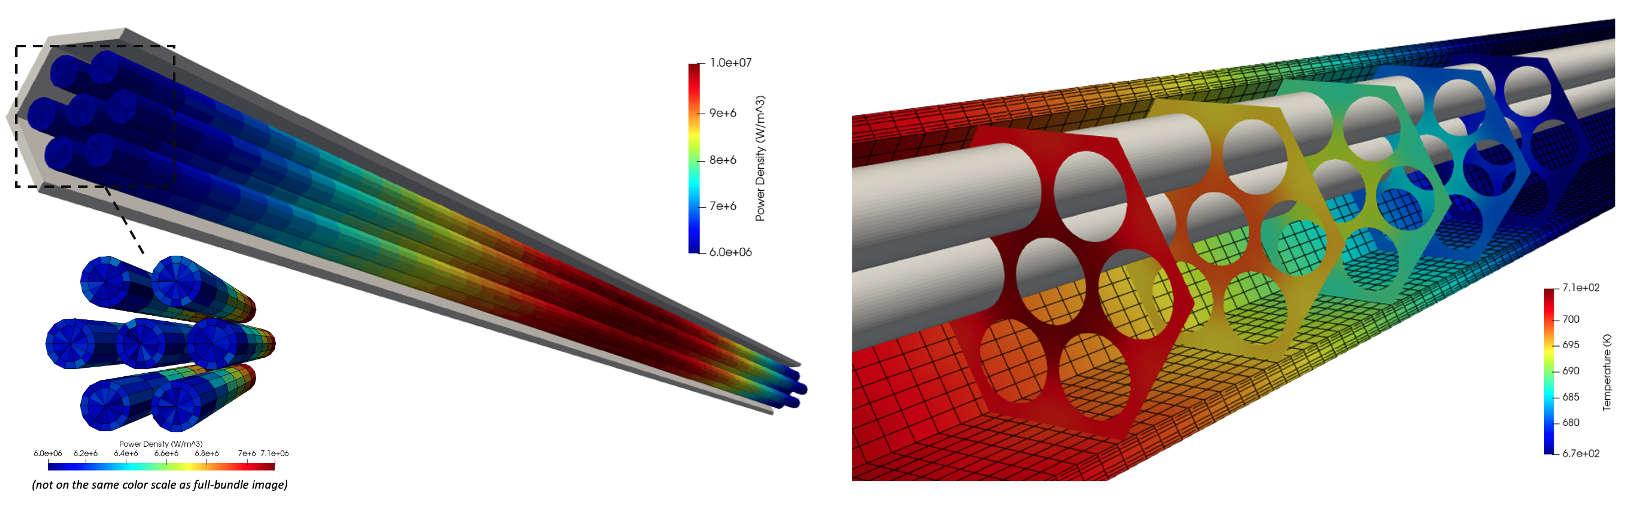 1.0e+07
9e+6
8e+6
7e+6
6.0e+06
Power Density (W/m^3)
Power Density (W/m^3)
6.0e+06 6.2e+6 6.4e+6 6.6e+6 6.8e+6 7e+6 7.1e+06
(not on the same color scale as full-bundle image)
7.1e+02
700
695
690
685
680
6.7e+02
Temperature (K)